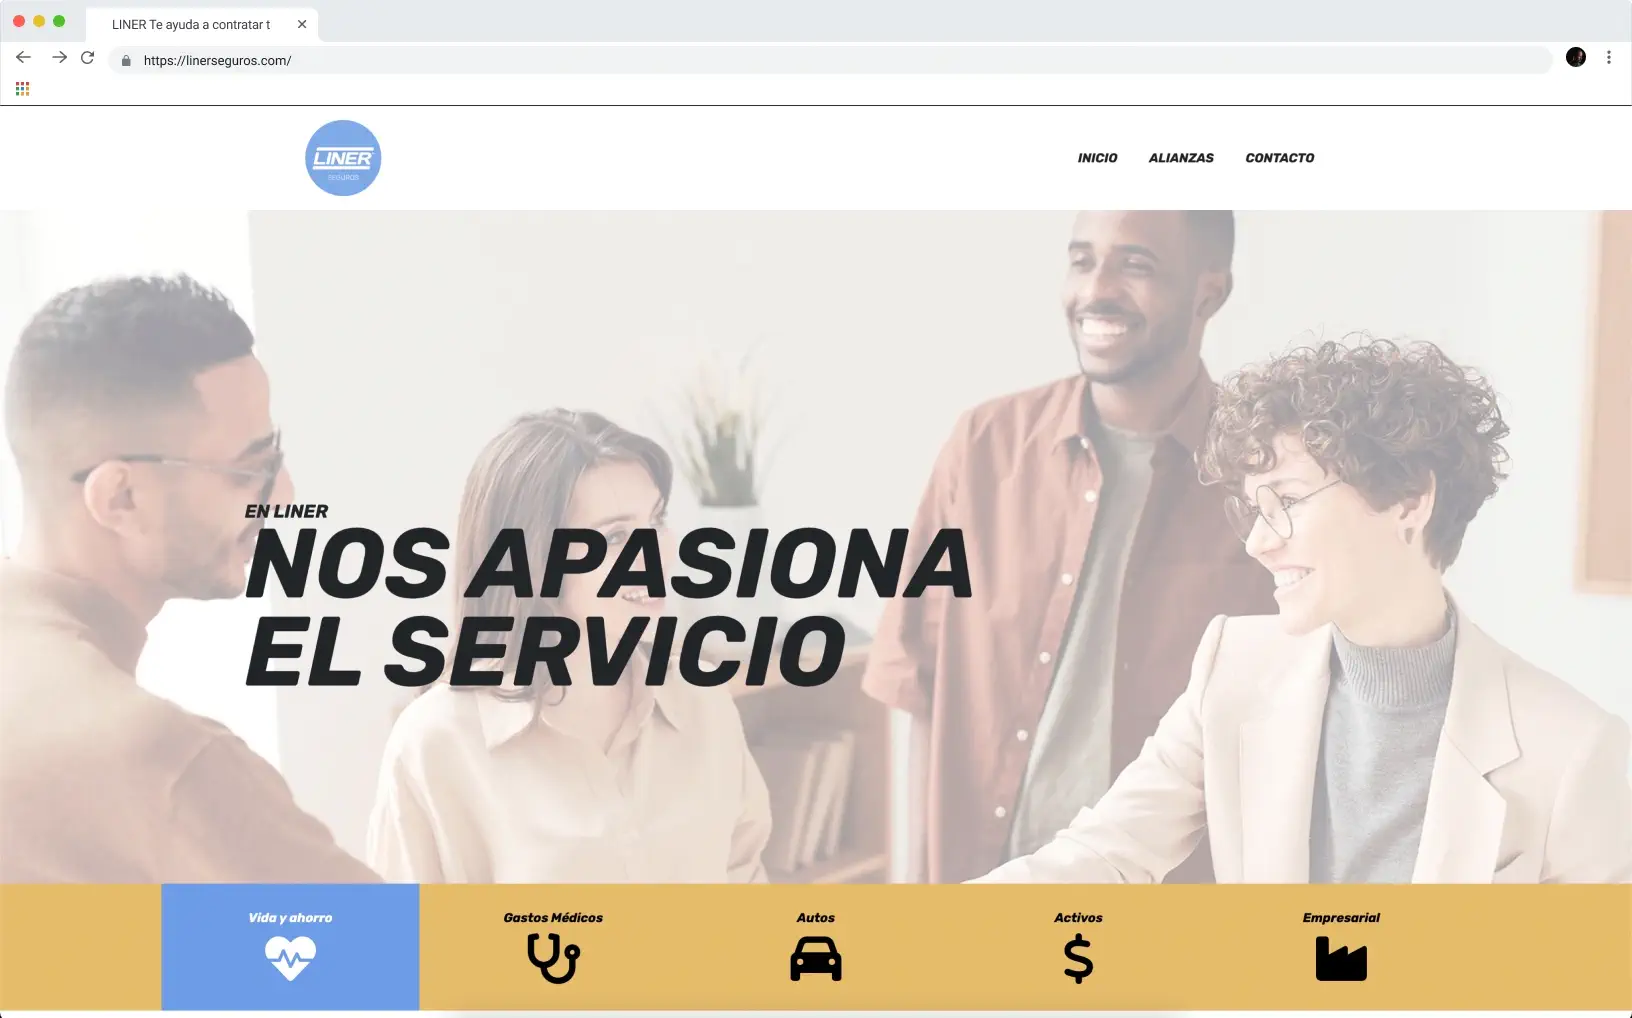 LINER Te ayuda a contratar t
https://linerseguros.com/
LINER
SEGUROS
INICIO ALIANZAS CONTACTO
EN LINER
NOS APASIONA
EL SERVICIO
Vida y ahorro Gastos Médicos Autos Activos Empresarial